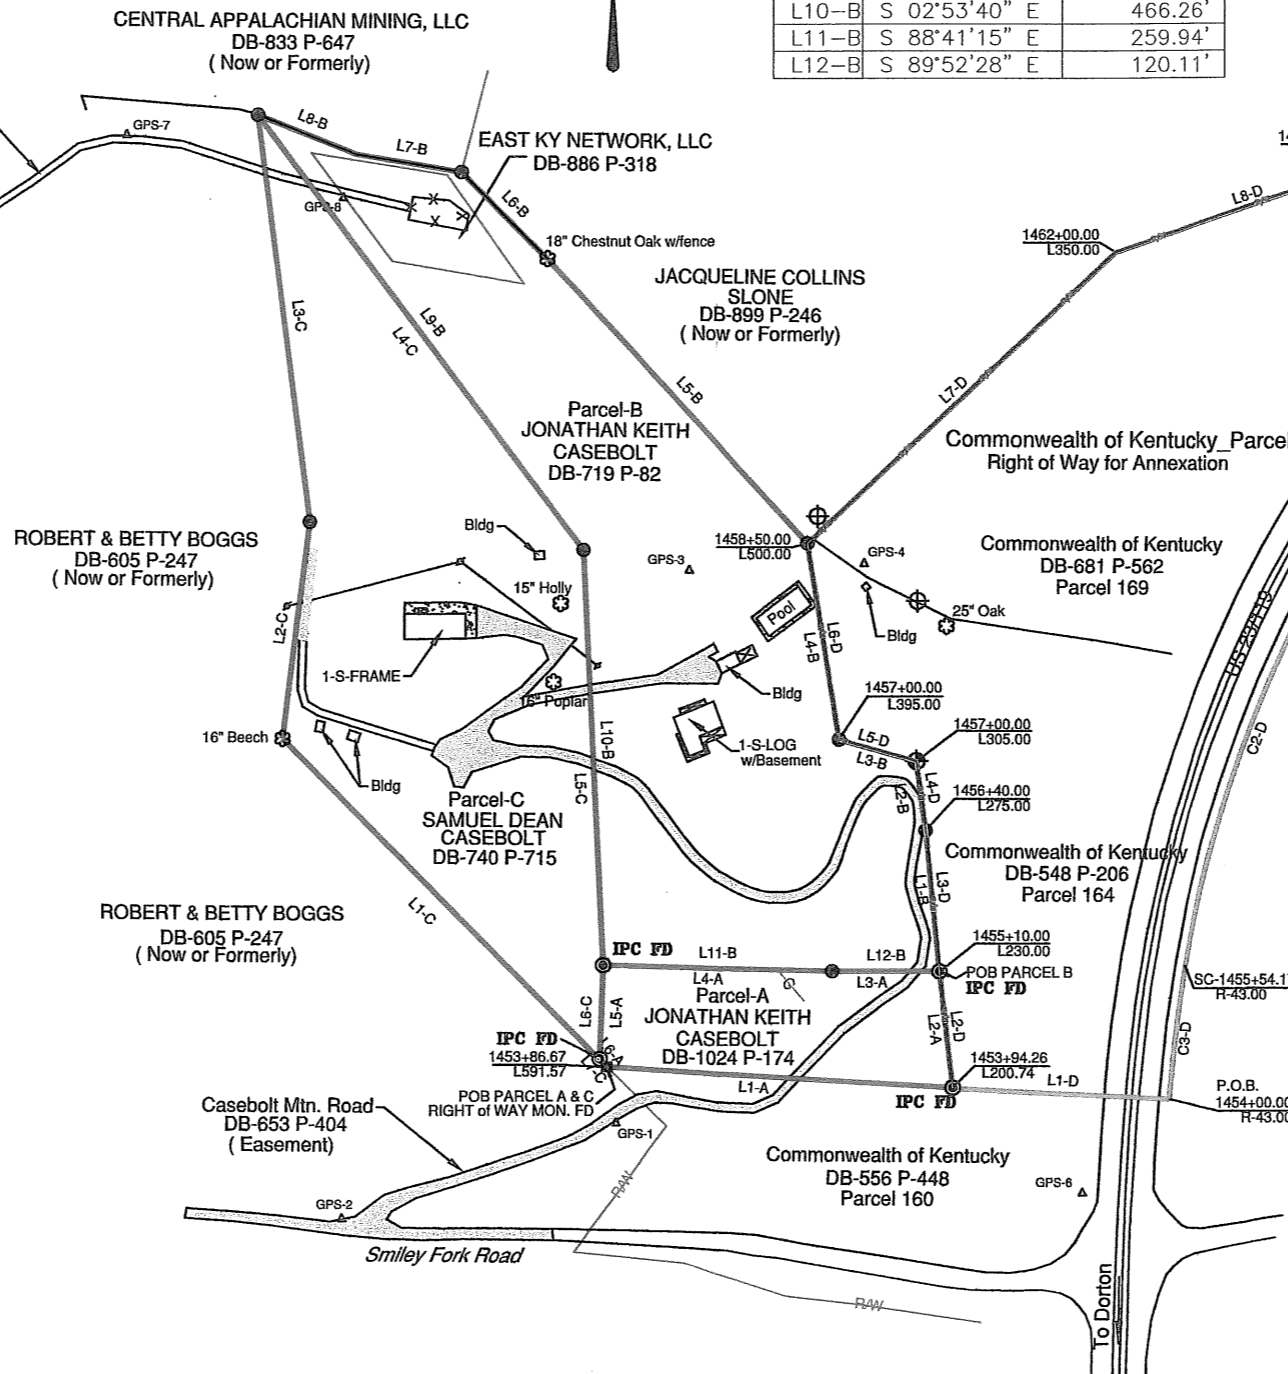 CENTRAL APPALACHIAN MINING, LLC
DB-833 P-647
( Now or Formerly)
L10-B S 02°53'40" E 466.26'
L11-B S 88°41'15" E 259.94'
L12-B S 89°52'28" E 120.11'
GPS-7
L8-B
L7-B
EAST KY NETWORK, LLC
DB-886 P-318
GPS-8
L6-B
18" Chestnut Oak w/fence
L8-D
1462+00.00
L350.00
JACQUELINE COLLINS
SLONE
DB-899 P-246
( Now or Formerly)
L3-C
L9-B
L4-C
L5-B
L7-D
Parcel-B
JONATHAN KEITH
CASEBOLT
DB-719 P-82
Commonwealth of Kentucky_Parcel
Right of Way for Annexation
ROBERT & BETTY BOGGS
DB-605 P-247
( Now or Formerly)
Bldg
GPS-3
1458+50.00
L500.00
GPS-4
Commonwealth of Kentucky
DB-681 P-562
Parcel 169
15" Holly
Pool
25" Oak
Bldg
L2-C
L6-D
L4-B
US 23/119
1-S-FRAME
16" Poplar
Bldg
1457+00.00
L395.00
16" Beech
L10-B
L5-C
1-S-LOG
w/Basement
L5-D
L3-B
1457+00.00
L305.00
C2-D
Bldg
L2-B
L4-D
1456+40.00
L275.00
Parcel-C
SAMUEL DEAN
CASEBOLT
DB-740 P-715
Commonwealth of Kentucky
DB-548 P-206
Parcel 164
L1-B
L3-D
ROBERT & BETTY BOGGS
DB-605 P-247
( Now or Formerly)
L1-C
IPC FD
L11-B
L12-B
1455+10.00
L230.00
L4-A
L3-A
POB PARCEL B
IPC FD
SC-1455+54.1
R-43.00
G
Parcel-A
JONATHAN KEITH
CASEBOLT
DB-1024 P-174
L6-C
L5-A
L2-A
L2-D
C3-D
IPC FD
1453+86.67
L591.57
L6-A
1453+94.26
L200.74
L1-A
L1-D
IPC FD
P.O.B.
1454+00.00
R-43.00
POB PARCEL A & C
RIGHT of WAY MON. FD
Casebolt Mtn. Road
DB-653 P-404
( Easement)
GPS-1
Commonwealth of Kentucky
DB-556 P-448
Parcel 160
GPS-6
R/W
GPS-2
Smiley Fork Road
R/W
To Dorton